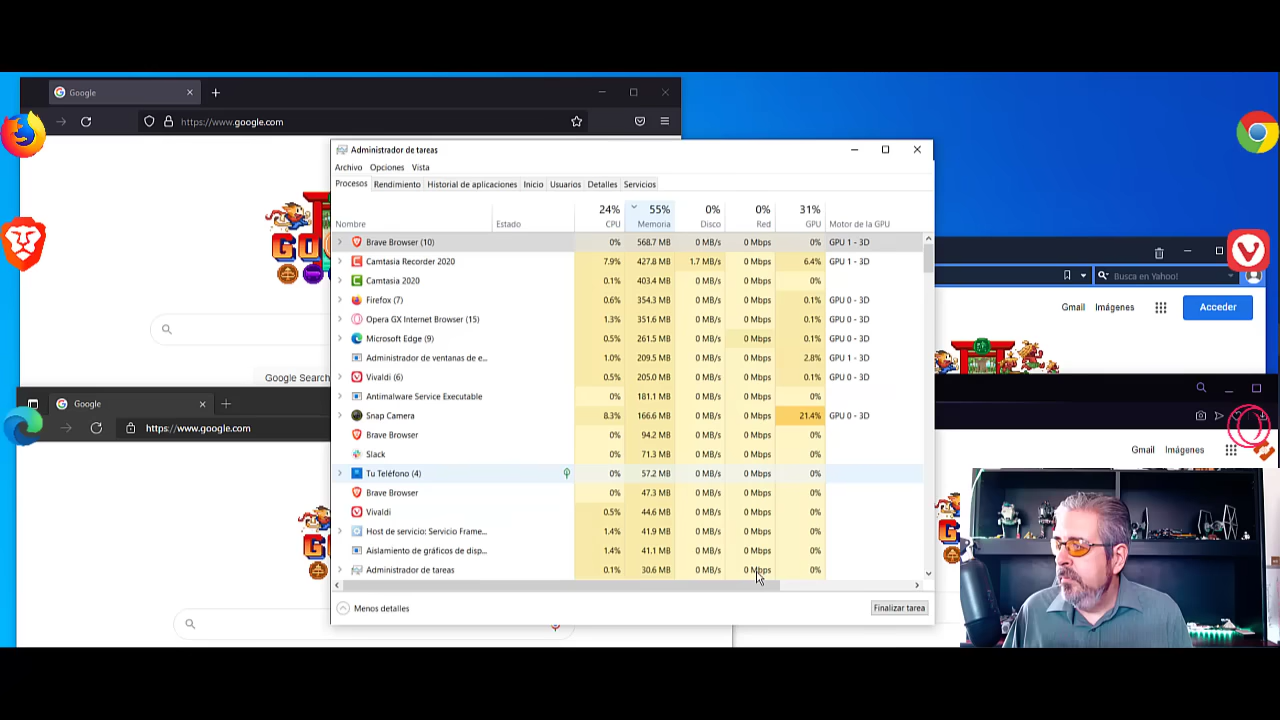 Google
https://www.google.com
Administrador de tareas
Archivo Opciones Vista
Procesos Rendimiento Historial de aplicaciones Inicio Usuarios Detalles Servicios
24% 55% 0% 0% 31%
Nombre Estado CPU Memoria Disco Red GPU Motor de la GPU
Brave Browser (10) 0% 568.7 MB 0 MB/s 0 Mbps 0% GPU 1 - 3D
Camtasia Recorder 2020 7.9% 427.8 MB 1.7 MB/s 0 Mbps 6.4% GPU 1 - 3D
Camtasia 2020 0.1% 403.4 MB 0 MB/s 0 Mbps 0%
Firefox (7) 0.6% 354.3 MB 0 MB/s 0 Mbps 0.1% GPU 0 - 3D
Opera GX Internet Browser (15) 1.3% 351.6 MB 0 MB/s 0 Mbps 0.1% GPU 0 - 3D
Microsoft Edge (9) 0.5% 261.5 MB 0 MB/s 0 Mbps 0.1% GPU 0 - 3D
Administrador de ventanas de e... 1.0% 209.5 MB 0 MB/s 0 Mbps 2.8% GPU 1 - 3D
Vivaldi (6) 0.5% 205.0 MB 0 MB/s 0 Mbps 0.1% GPU 0 - 3D
Antimalware Service Executable 0% 181.1 MB 0 MB/s 0 Mbps 0%
Snap Camera 8.3% 166.6 MB 0 MB/s 0 Mbps 21.4% GPU 0 - 3D
Brave Browser 0% 94.2 MB 0 MB/s 0 Mbps 0%
Slack 0% 71.3 MB 0 MB/s 0 Mbps 0%
Tu Teléfono (4) 0% 57.2 MB 0 MB/s 0 Mbps 0%
Brave Browser 0% 47.3 MB 0 MB/s 0 Mbps 0%
Vivaldi 0.5% 44.6 MB 0 MB/s 0 Mbps 0%
Host de servicio: Servicio Frame... 1.4% 41.9 MB 0 MB/s 0 Mbps 0%
Aislamiento de gráficos de disp... 1.4% 41.1 MB 0 MB/s 0 Mbps 0%
Administrador de tareas 0.1% 30.6 MB 0 MB/s 0 Mbps 0%
Menos detalles Finalizar tarea
Busca en Yahoo!
Gmail Imágenes Acceder
Google Search
Google
https://www.google.com
Gmail Imágenes